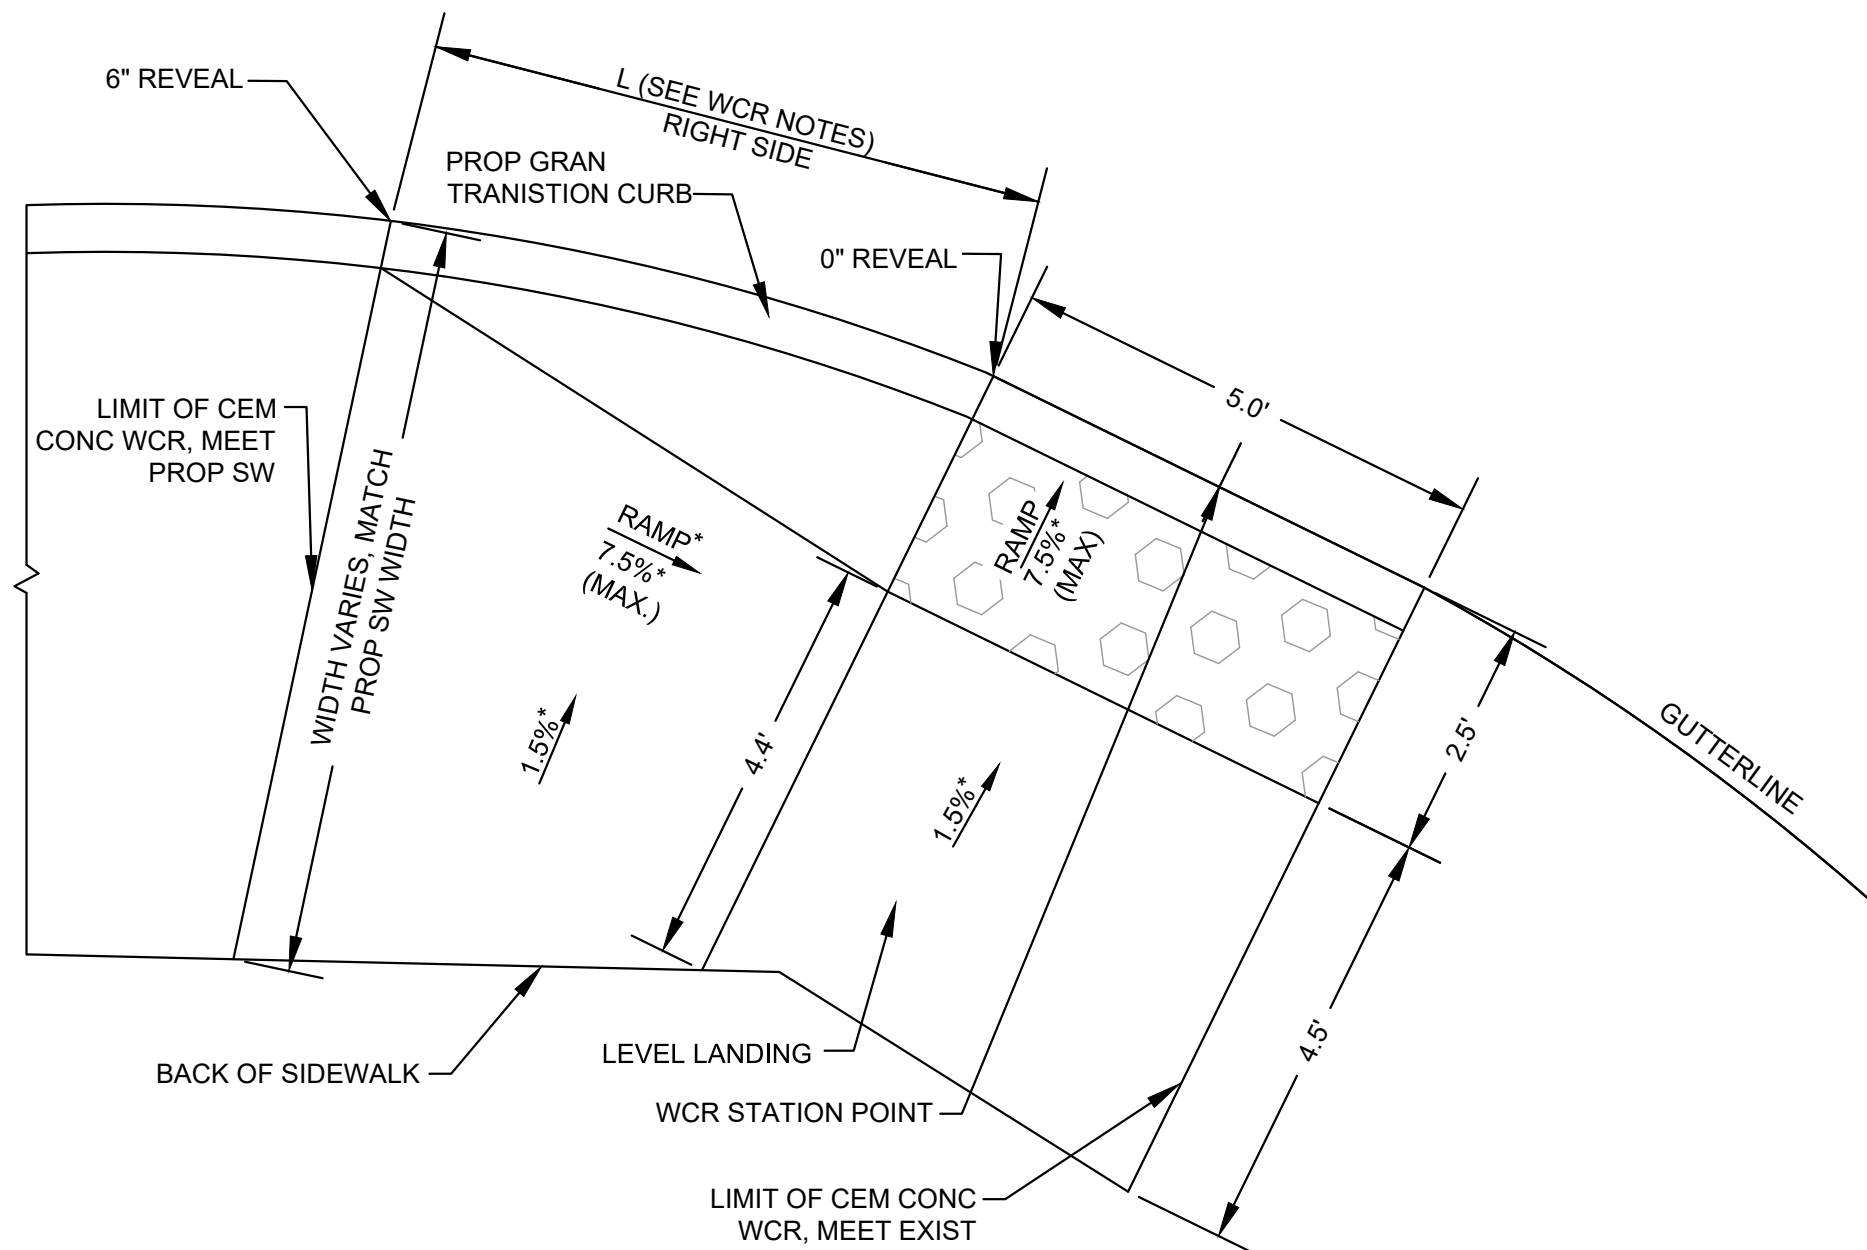 6" REVEAL
L (SEE WCR NOTES)
RIGHT SIDE
PROP GRAN
TRANISTION CURB
0" REVEAL
5.0'
LIMIT OF CEM
CONC WCR, MEET
PROP SW
WIDTH VARIES, MATCH
PROP SW WIDTH
RAMP*
7.5%*
(MAX.)
RAMP
7.5%*
(MAX)
1.5%*
4.4'
1.5%*
2.5'
GUTTERLINE
4.5'
LEVEL LANDING
BACK OF SIDEWALK
WCR STATION POINT
LIMIT OF CEM CONC
WCR, MEET EXIST